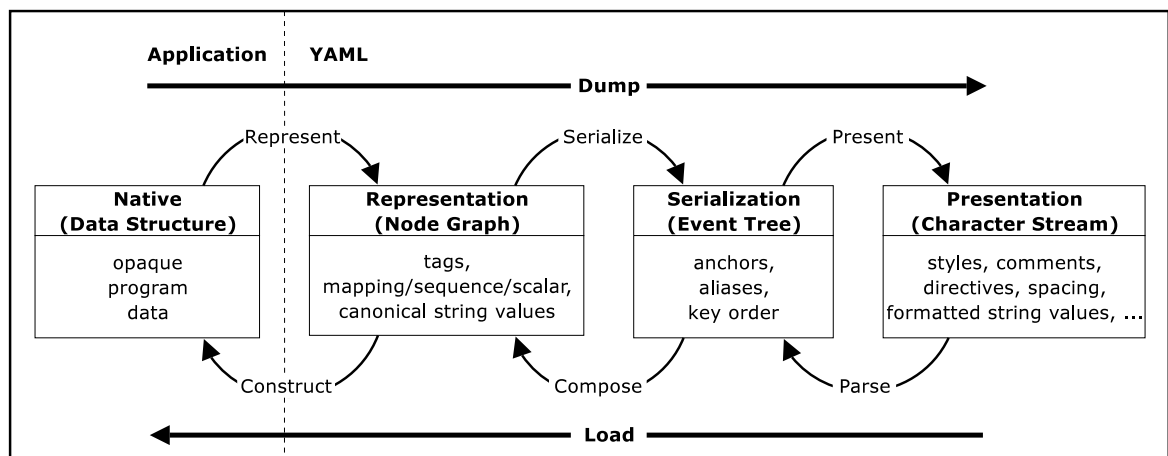 Application
YAML
Dump
Represent
Serialize
Present
Native
(Data Structure)
opaque
program
data
Representation
(Node Graph)
tags,
mapping/sequence/scalar,
canonical string values
Serialization
(Event Tree)
anchors,
aliases,
key order
Presentation
(Character Stream)
styles, comments,
directives, spacing,
formatted string values, ...
Construct
Compose
Parse
Load